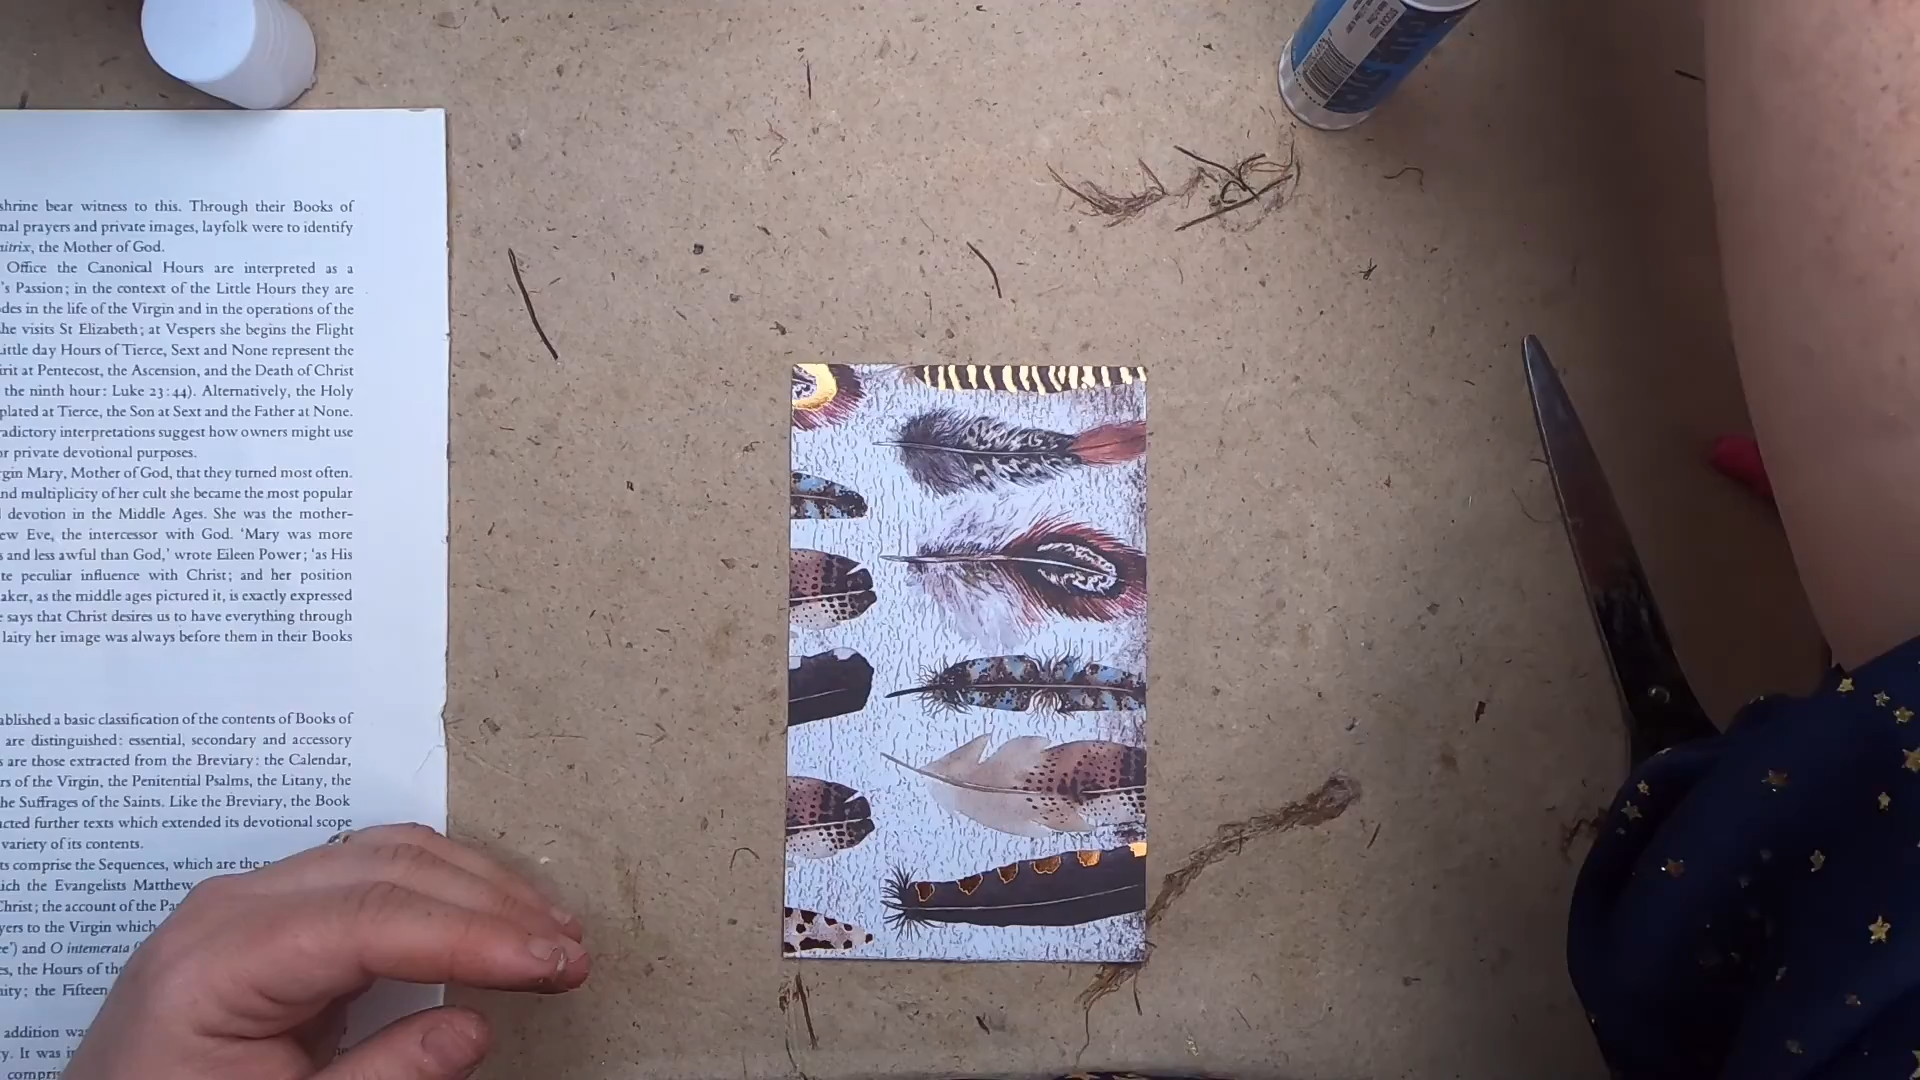 shrine bear witness to this. Through their Books of
nal prayers and private images, layfolk were to identify
nitrix, the Mother of God.
Office the Canonical Hours are interpreted as a
's Passion; in the context of the Little Hours they are
des in the life of the Virgin and in the operations of the
he visits St Elizabeth; at Vespers she begins the Flight
Little day Hours of Tierce, Sext and None represent the
irit at Pentecost, the Ascension, and the Death of Christ
the ninth hour: Luke 23:44). Alternatively, the Holy
plated at Tierce, the Son at Sext and the Father at None.
radictory interpretations suggest how owners might use
or private devotional purposes.
rgin Mary, Mother of God, that they turned most often.
nd multiplicity of her cult she became the most popular
devotion in the Middle Ages. She was the mother-
ew Eve, the intercessor with God. 'Mary was more
s and less awful than God,' wrote Eileen Power; 'as His
te peculiar influence with Christ; and her position
aker, as the middle ages pictured it, is exactly expressed
says that Christ desires us to have everything through
laity her image was always before them in their Books
ablished a basic classification of the contents of Books of
are distinguished: essential, secondary and accessory
s are those extracted from the Breviary: the Calendar,
rs of the Virgin, the Penitential Psalms, the Litany, the
he Suffrages of the Saints. Like the Breviary, the Book
acted further texts which extended its devotional scope
variety of its contents.
ts comprise the Sequences, which are the
ich the Evangelists Matthew
Christ; the account of the Pa
yers to the Virgin which
e') and O intemerata
es, the Hours of th
nity; the Fifteen
addition wa
y. It was i
compri